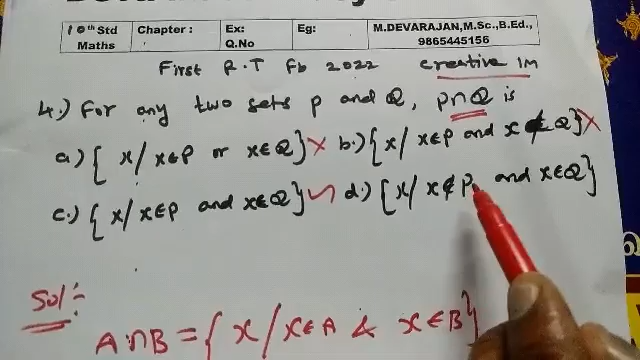 10th Std Maths Chapter : Ex: Q.No Eg: M.DEVARAJAN,M.Sc.,B.Ed., 9865445156
First R.T Fb 2022 Creative 1M
4.) For any two sets P and Q, P∩Q is
a) { x/ x∈P or x∈Q} ✗ b.) {x/ x∈P and x∉Q} ✗
c.) { x/ x∈P and x∈Q} d.) {x/ x∉P and x∈Q}
Sol:-
A∩B = { x/x∈A & x∈B}